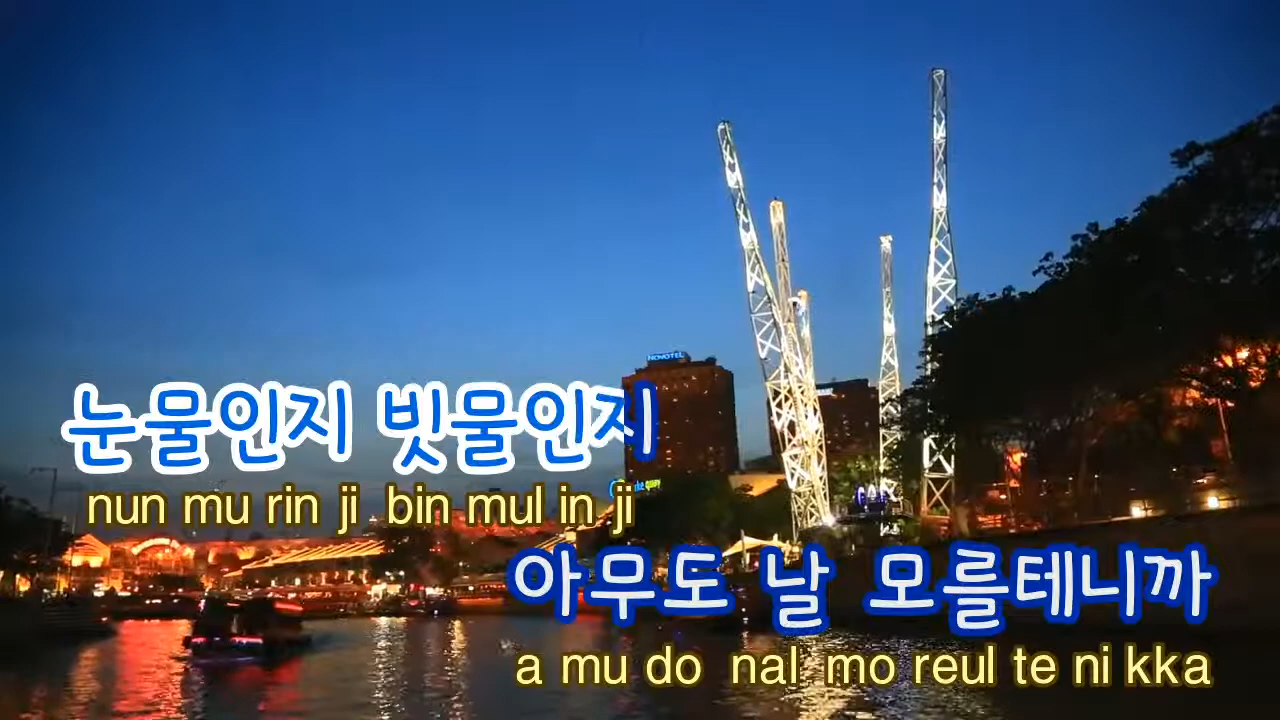 NOVOTEL
눈물인지 빗물인지
nun mu rin ji bin mul in ji
아무도 날 모를테니까
a mu do nal mo reul te ni kka